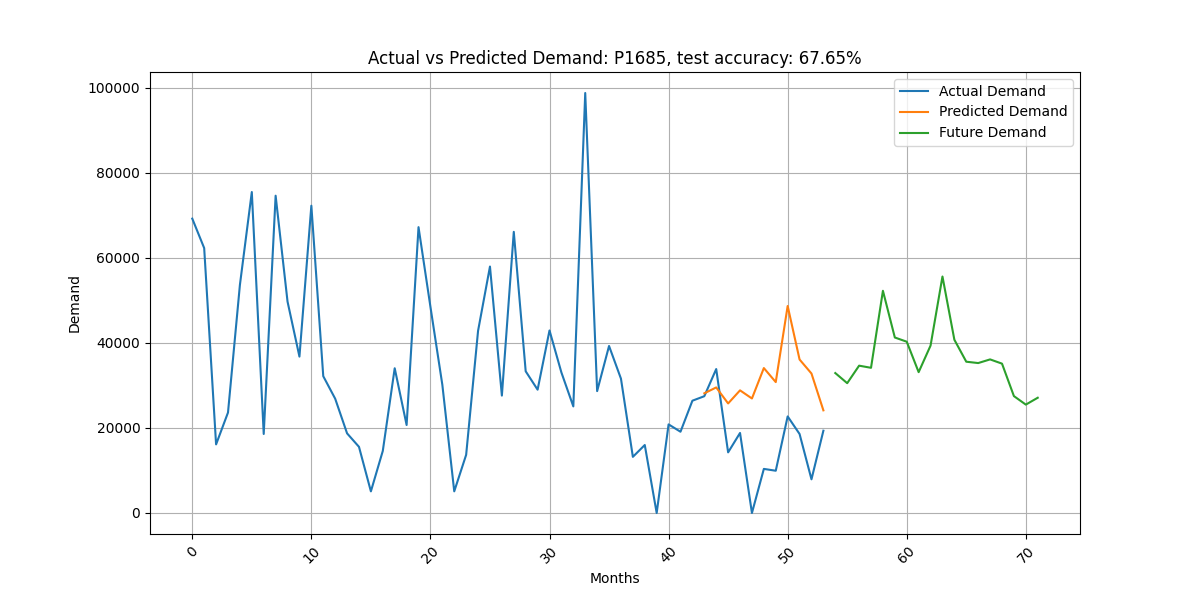 Actual vs Predicted Demand: P1685, test accuracy: 67.65%
Actual Demand
Predicted Demand
Future Demand
100000
80000
60000
40000
20000
0
Demand
0 10 20 30 40 50 60 70
Months